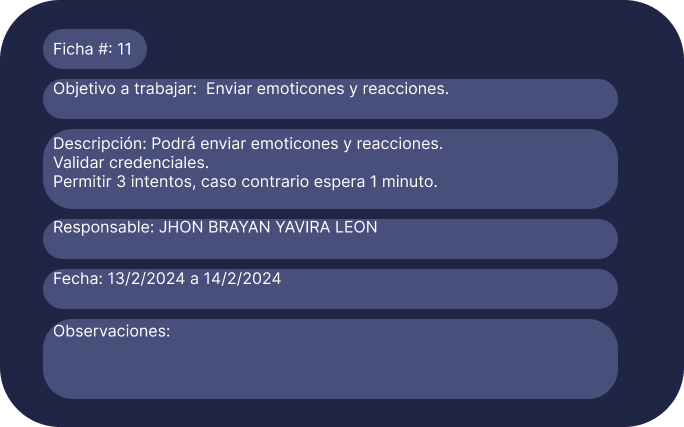 Ficha #: 11
Objetivo a trabajar:  Enviar emoticones y reacciones.
Descripción: Podrá enviar emoticones y reacciones.
Validar credenciales.
Permitir 3 intentos, caso contrario espera 1 minuto.
Responsable: JHON BRAYAN YAVIRA LEON
Fecha: 13/2/2024 a 14/2/2024
Observaciones: